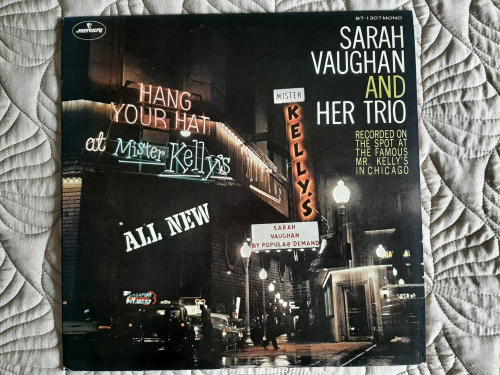 mercury
BT-1307 MONO
SARAH
VAUGHAN
AND
HER TRIO
RECORDED ON
THE SPOT AT
THE FAMOUS
MR. KELLY'S
IN CHICAGO
HANG
YOUR HAT
at Mister Kelly's
MISTER
KELLY'S
ALL NEW
SARAH
VAUGHAN
BY POPULAR DEMAND